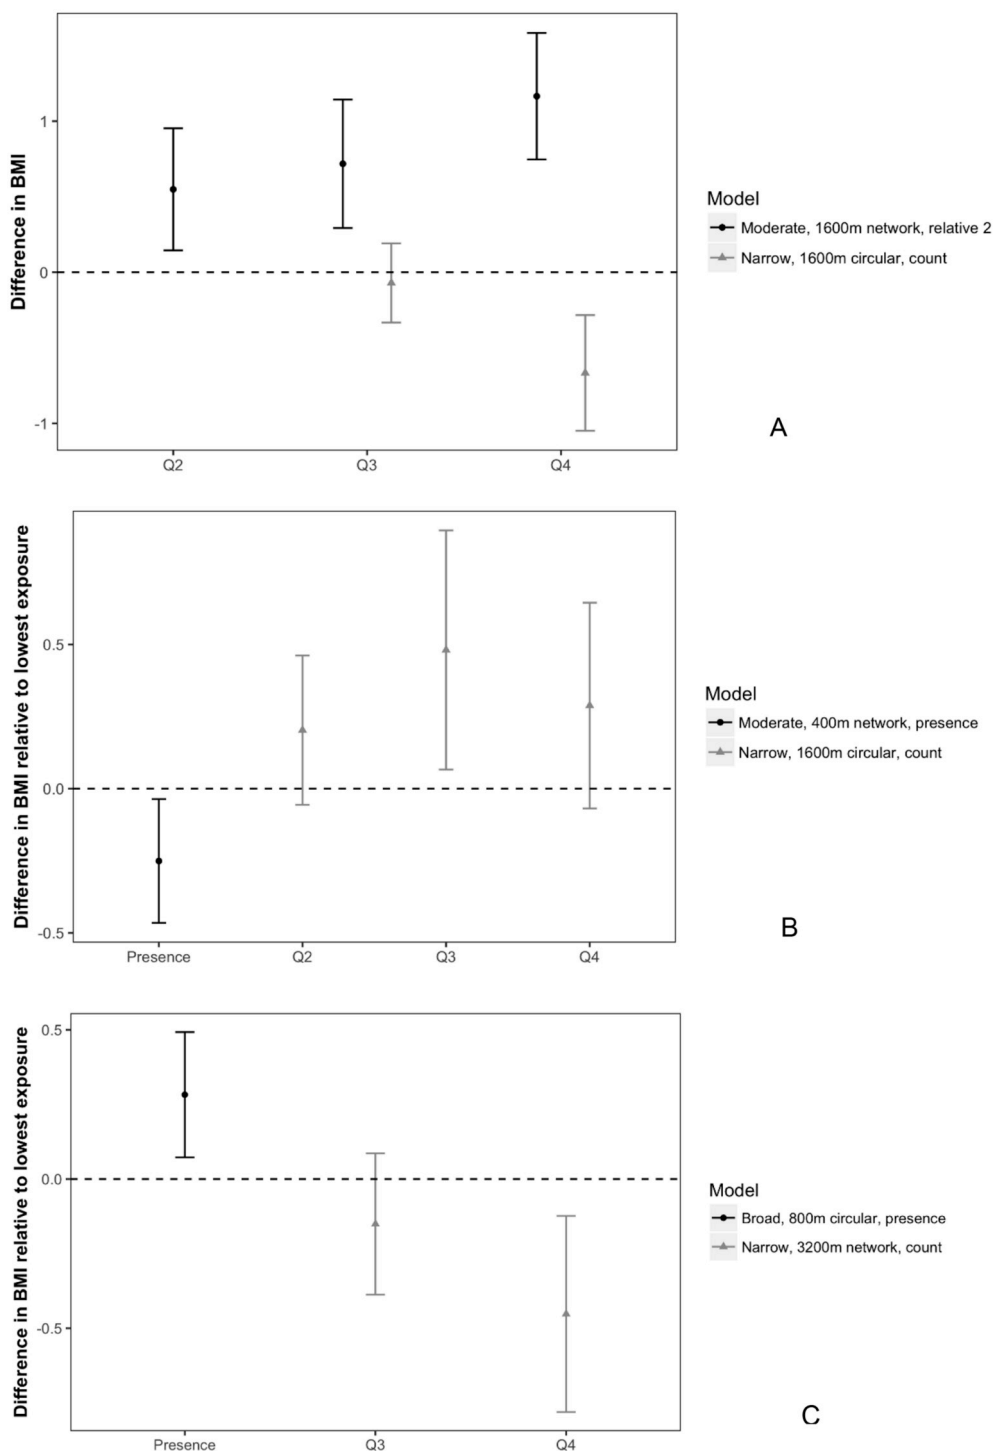 Difference in BMI
1
0
-1
Q2 Q3 Q4
Model
Moderate, 1600m network, relative 2
Narrow, 1600m circular, count
A
Difference in BMI relative to lowest exposure
0.5
0.0
-0.5
Presence Q2 Q3 Q4
Model
Moderate, 400m network, presence
Narrow, 1600m circular, count
B
Difference in BMI relative to lowest exposure
0.5
0.0
-0.5
Presence Q3 Q4
Model
Broad, 800m circular, presence
Narrow, 3200m network, count
C